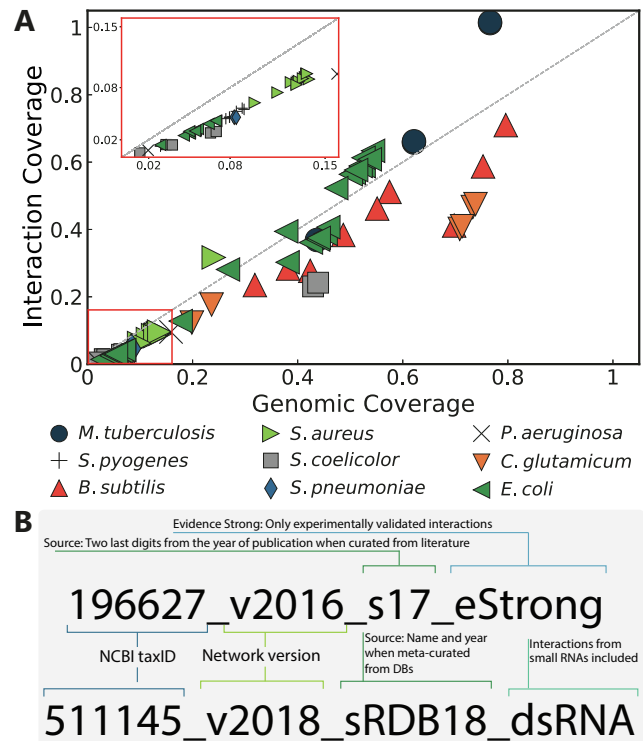 A
1
0.8
0.6
0.4
0.2
0
Interaction Coverage
0.15
0.08
0.02
0.02
0.08
0.15
0
0.2
0.4
0.6
0.8
1
Genomic Coverage
M. tuberculosis
S. aureus
P. aeruginosa
S. pyogenes
S. coelicolor
C. glutamicum
B. subtilis
S. pneumoniae
E. coli
B
Evidence Strong: Only experimentally validated interactions
Source: Two last digits from the year of publication when curated from literature
196627_v2016_s17_eStrong
NCBI taxID
Network version
Source: Name and year
when meta-curated
from DBs
Interactions from
small RNAs included
511145_v2018_sRDB18_dsRNA